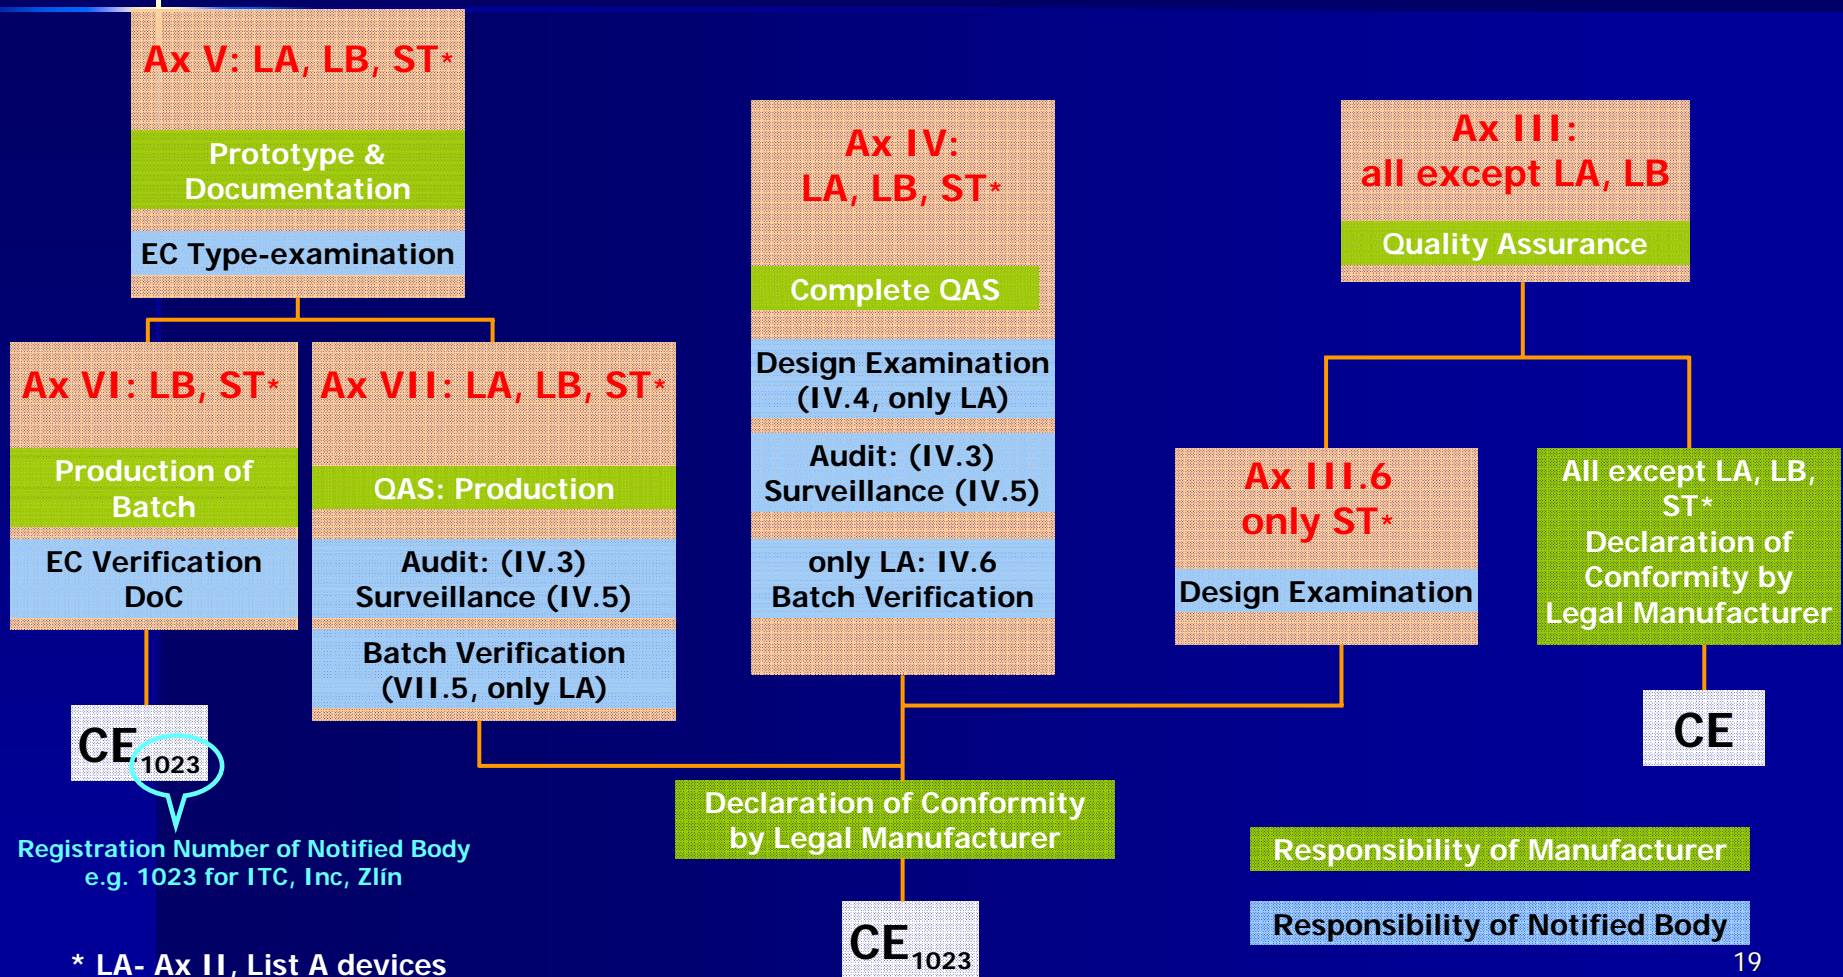 Ax V: LA, LB, ST*
Prototype &
Documentation
EC Type-examination
Ax VI: LB, ST*
Production of
Batch
EC Verification
DoC
CE1023
Registration Number of Notified Body
e.g. 1023 for ITC, Inc, Zlín
* LA- Ax II, List A devices
Ax VII: LA, LB, ST*
QAS: Production
Audit: (IV.3)
Surveillance (IV.5)
Batch Verification
(VII.5, only LA)
Ax IV:
LA, LB, ST*
Complete QAS
Design Examination
(IV.4, only LA)
Audit: (IV.3)
Surveillance (IV.5)
only LA: IV.6
Batch Verification
Declaration of Conformity
by Legal Manufacturer
CE1023
Ax III:
all except LA, LB
Quality Assurance
Ax III.6
only ST*
Design Examination
All except LA, LB,
ST*
Declaration of
Conformity by
Legal Manufacturer
CE
Responsibility of Manufacturer
Responsibility of Notified Body
19